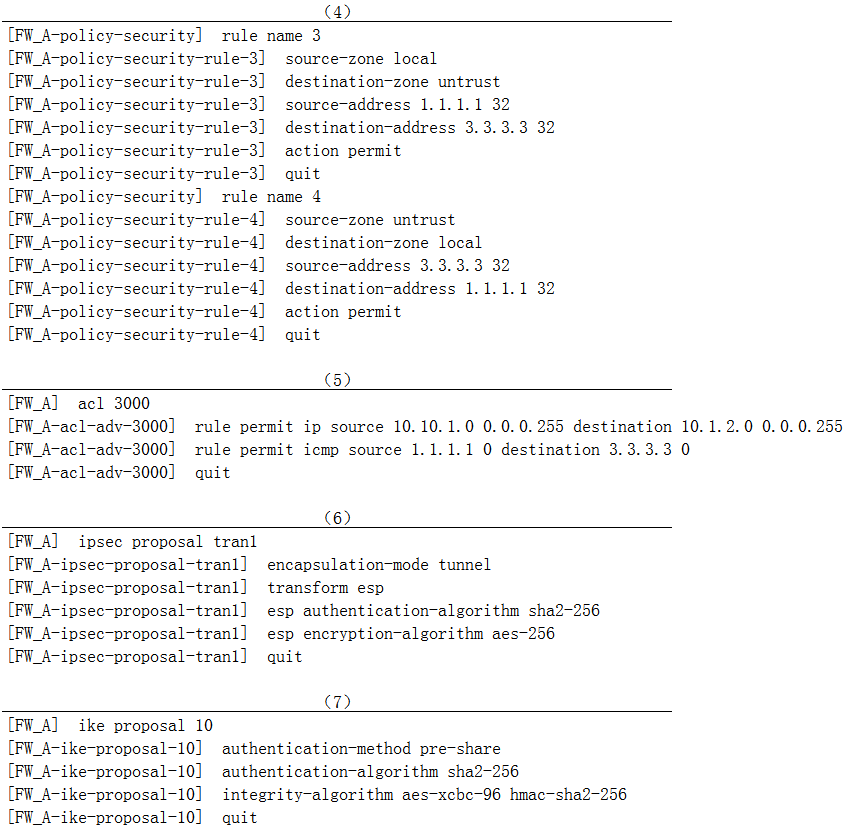 （4）
[FW_A-policy-security] rule name 3
[FW_A-policy-security-rule-3] source-zone local
[FW_A-policy-security-rule-3] destination-zone untrust
[FW_A-policy-security-rule-3] source-address 1.1.1.1 32
[FW_A-policy-security-rule-3] destination-address 3.3.3.3 32
[FW_A-policy-security-rule-3] action permit
[FW_A-policy-security-rule-3] quit
[FW_A-policy-security] rule name 4
[FW_A-policy-security-rule-4] source-zone untrust
[FW_A-policy-security-rule-4] destination-zone local
[FW_A-policy-security-rule-4] source-address 3.3.3.3 32
[FW_A-policy-security-rule-4] destination-address 1.1.1.1 32
[FW_A-policy-security-rule-4] action permit
[FW_A-policy-security-rule-4] quit
（5）
[FW_A] acl 3000
[FW_A-acl-adv-3000] rule permit ip source 10.10.1.0 0.0.0.255 destination 10.1.2.0 0.0.0.255
[FW_A-acl-adv-3000] rule permit icmp source 1.1.1.1 0 destination 3.3.3.3 0
[FW_A-acl-adv-3000] quit
（6）
[FW_A] ipsec proposal tran1
[FW_A-ipsec-proposal-tran1] encapsulation-mode tunnel
[FW_A-ipsec-proposal-tran1] transform esp
[FW_A-ipsec-proposal-tran1] esp authentication-algorithm sha2-256
[FW_A-ipsec-proposal-tran1] esp encryption-algorithm aes-256
[FW_A-ipsec-proposal-tran1] quit
（7）
[FW_A] ike proposal 10
[FW_A-ike-proposal-10] authentication-method pre-share
[FW_A-ike-proposal-10] authentication-algorithm sha2-256
[FW_A-ike-proposal-10] integrity-algorithm aes-xcbc-96 hmac-sha2-256
[FW_A-ike-proposal-10] quit